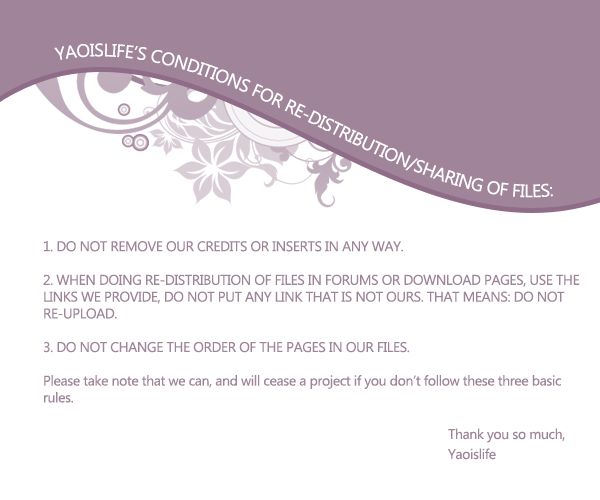 YAOISLIFE'S CONDITIONS FOR RE-DISTRIBUTION/SHARING OF FILES:
1. DO NOT REMOVE OUR CREDITS OR INSERTS IN ANY WAY.
2. WHEN DOING RE-DISTRIBUTION OF FILES IN FORUMS OR DOWNLOAD PAGES, USE THE
LINKS WE PROVIDE, DO NOT PUT ANY LINK THAT IS NOT OURS. THAT MEANS: DO NOT
RE-UPLOAD.
3. DO NOT CHANGE THE ORDER OF THE PAGES IN OUR FILES.
Please take note that we can, and will cease a project if you don't follow these three basic
rules.
Thank you so much,
Yaoislife